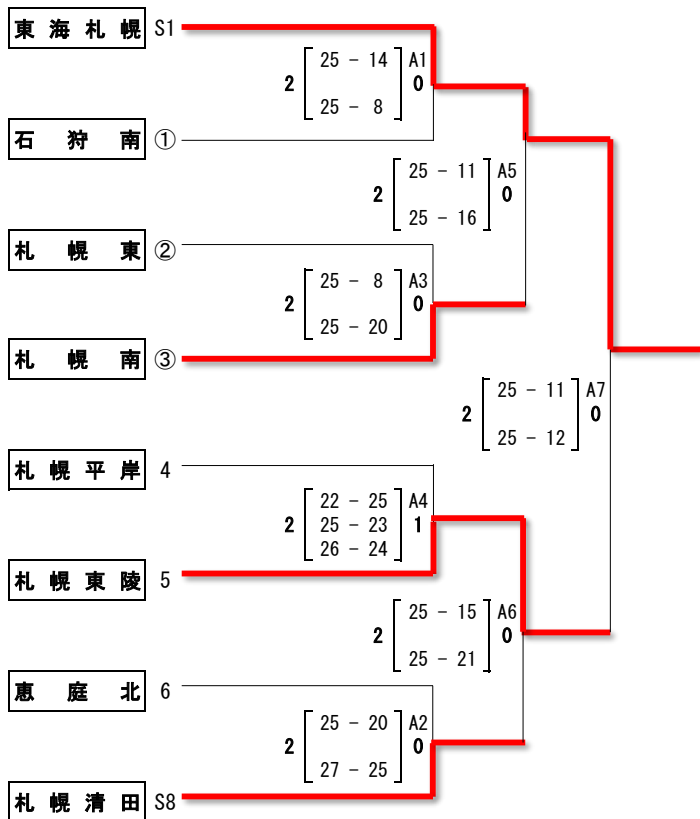 東海札幌 S1
25 - 14 A1
2 0
25 - 8
石狩南 ①
25 - 11 A5
2 0
25 - 16
札幌東 ②
25 - 8 A3
2 0
25 - 20
札幌南 ③
25 - 11 A7
2 0
25 - 12
札幌平岸 4
22 - 25 A4
2 25 - 23 1
26 - 24
札幌東陵 5
25 - 15 A6
2 0
25 - 21
恵庭北 6
25 - 20 A2
2 0
27 - 25
札幌清田 S8